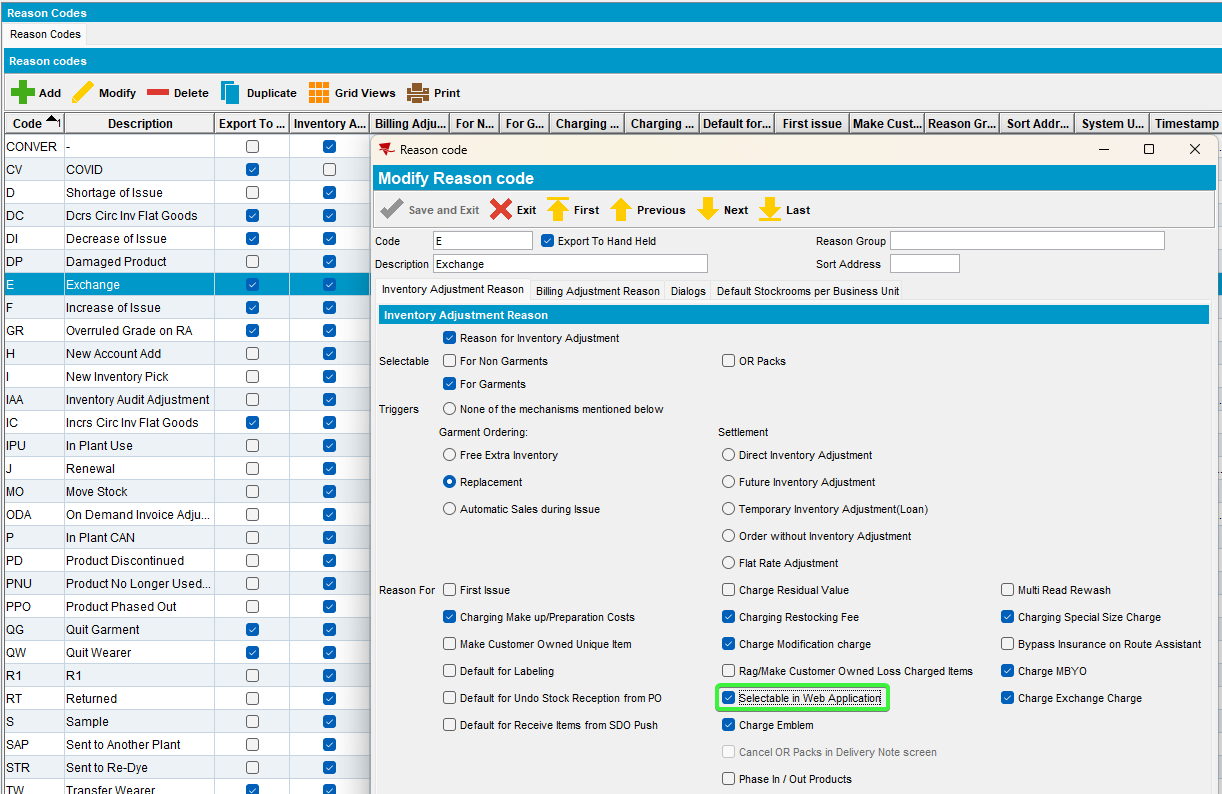 Reason Codes
Reason Codes
Reason codes
Add Modify Delete Duplicate Grid Views Print
Code 1 Description Export To ... Inventory A... Billing Adju... For N... For G... Charging ... Charging ... Default for... First issue Make Cust... Reason Gr... Sort Addr... System U... Timestamp
CONVER -
CV COVID
D Shortage of Issue
DC Dcrs Circ Inv Flat Goods
DI Decrease of Issue
DP Damaged Product
E Exchange
F Increase of Issue
GR Overruled Grade on RA
H New Account Add
I New Inventory Pick
IAA Inventory Audit Adjustment
IC Incrs Circ Inv Flat Goods
IPU In Plant Use
J Renewal
MO Move Stock
ODA On Demand Invoice Adju...
P In Plant CAN
PD Product Discontinued
PNU Product No Longer Used...
PPO Product Phased Out
QG Quit Garment
QW Quit Wearer
R1 R1
RT Returned
S Sample
SAP Sent to Another Plant
STR Sent to Re-Dye
TW Transfer Wearer
Reason code
Modify Reason code
Save and Exit Exit First Previous Next Last
Code E Export To Hand Held Reason Group
Description Exchange Sort Address
Inventory Adjustment Reason Billing Adjustment Reason Dialogs Default Stockrooms per Business Unit
Inventory Adjustment Reason
Reason for Inventory Adjustment
Selectable For Non Garments OR Packs
For Garments
Triggers None of the mechanisms mentioned below
Garment Ordering: Settlement
Free Extra Inventory Direct Inventory Adjustment
Replacement Future Inventory Adjustment
Automatic Sales during Issue Temporary Inventory Adjustment(Loan)
Order without Inventory Adjustment
Flat Rate Adjustment
Reason For First Issue Charge Residual Value Multi Read Rewash
Charging Make up/Preparation Costs Charging Restocking Fee Charging Special Size Charge
Make Customer Owned Unique Item Charge Modification charge Bypass Insurance on Route Assistant
Default for Labeling Rag/Make Customer Owned Loss Charged Items Charge MBYO
Default for Undo Stock Reception from PO Selectable in Web Application Charge Exchange Charge
Default for Receive Items from SDO Push Charge Emblem
Cancel OR Packs in Delivery Note screen
Phase In / Out Products